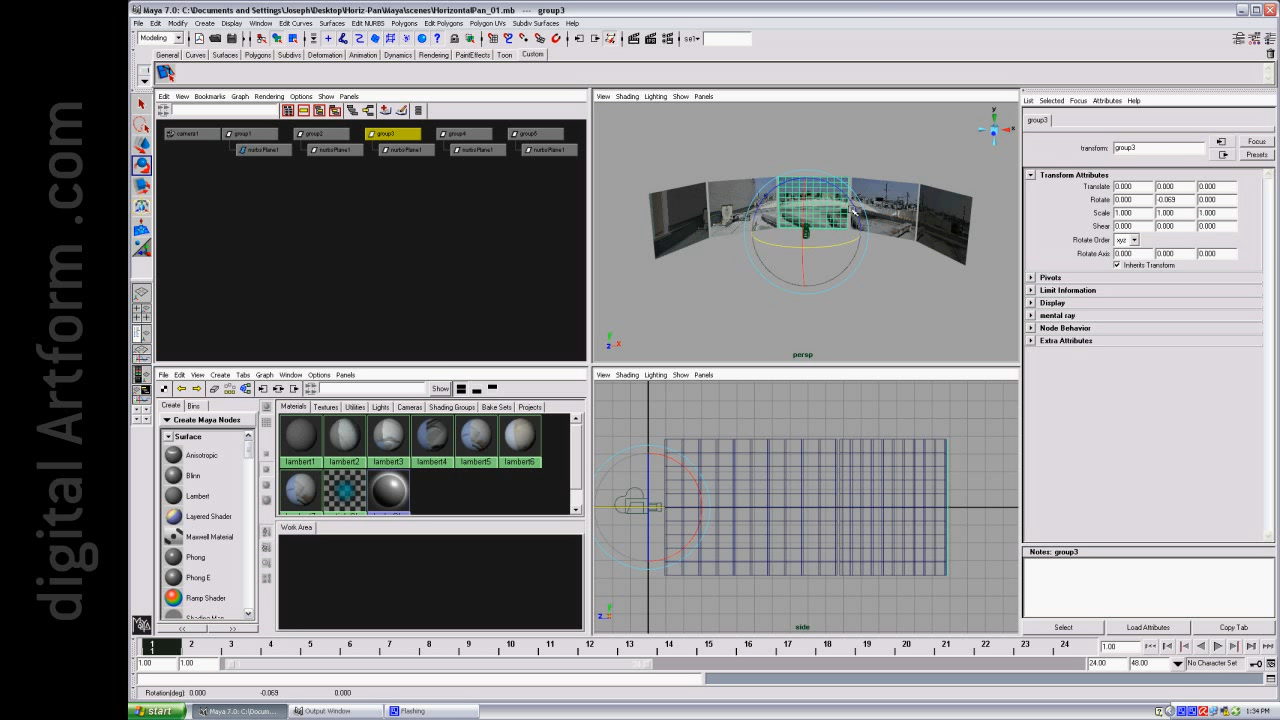 digital Artform .com
Maya 7.0: C:\Documents and Settings\Joseph\Desktop\Horiz-Pan\Maya\scenes\HorizontalPan_01.mb --- group3
File Edit Modify Create Display Window Edit Curves Surfaces Edit NURBS Polygons Edit Polygons Polygon UVs Subdiv Surfaces Help
Modeling
sel
General Curves Surfaces Polygons Subdivs Deformation Animation Dynamics Rendering PaintEffects Toon Custom
Edit View Bookmarks Graph Rendering Options Show Help
View Shading Lighting Show Panels
List Selected Focus Attributes Help
camera1 group1 group2 group3 group4 group5
nurbsPlane1 nurbsPlane1 nurbsPlane1 nurbsPlane1 nurbsPlane1
group3
transform: group3
Focus
Presets
Transform Attributes
Translate 0.000 0.000 0.000
Rotate 0.000 -0.069 0.000
Scale 1.000 1.000 1.000
Shear 0.000 0.000 0.000
Rotate Order xyz
Rotate Axis 0.000 0.000 0.000
Inherits Transform
Pivots
Limit Information
Display
mental ray
Node Behavior
Extra Attributes
persp
File Edit View Create Tabs Graph Window Options Panels
Show
View Shading Lighting Show Panels
Create Bins
Create Maya Nodes
Surface
Anisotropic
Blinn
Lambert
Layered Shader
Maxwell Material
Phong
Phong E
Ramp Shader
Shading Map
Materials Textures Utilities Lights Cameras Shading Groups Bake Sets Projects
lambert1 lambert2 lambert3 lambert4 lambert5 lambert6
Work Area
side
Notes: group3
Select Load Attributes Copy Tab
1 2 3 4 5 6 7 8 9 10 11 12 13 14 15 16 17 18 19 20 21 22 23 24
1
1.00
1.00 1.00 1 24 24.00 48.00 No Character Set
Rotation(deg) 0.000 -0.069 0.000
start Maya 7.0: C:\Docum... Output Window Flashing 1:34 PM